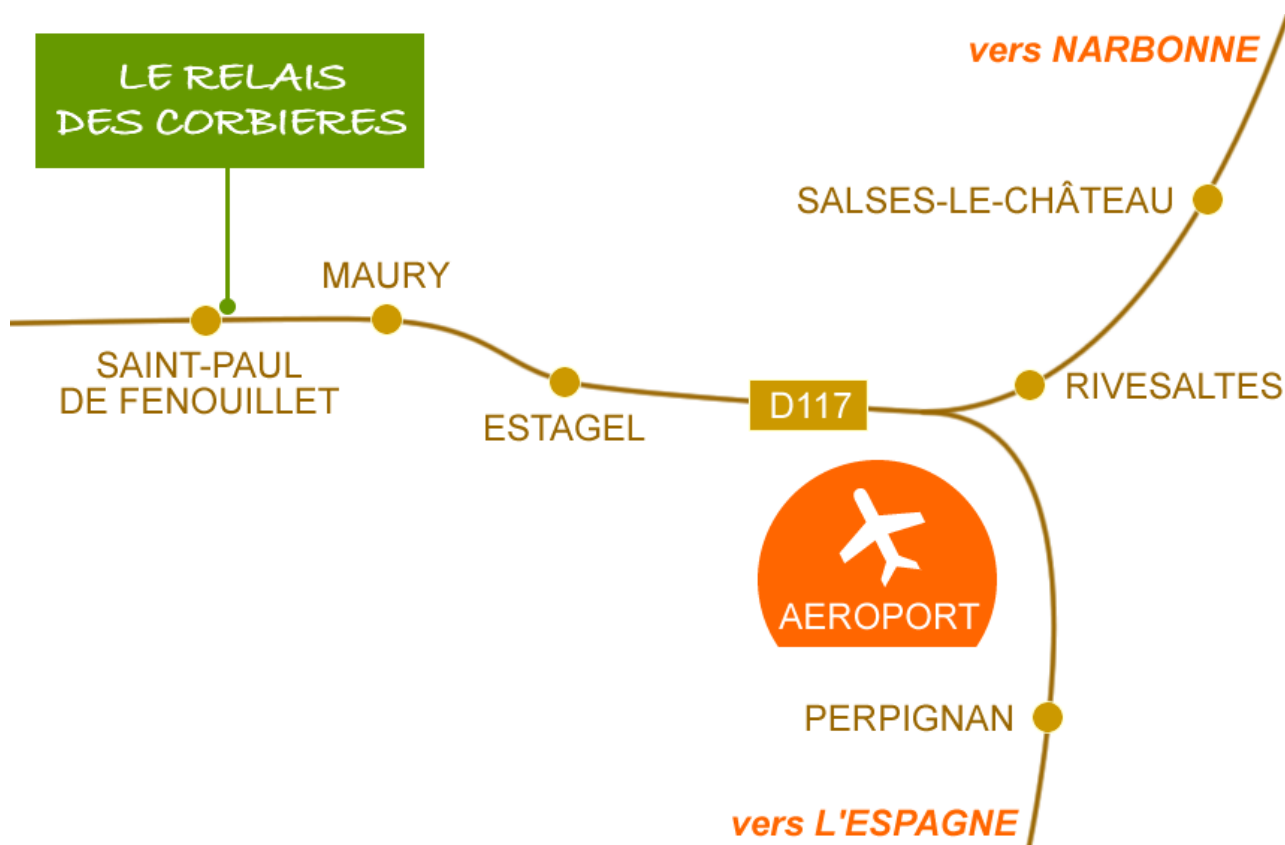 vers NARBONNE
LE RELAIS
DES CORBIERES
SALSES-LE-CHÂTEAU
MAURY
SAINT-PAUL
DE FENOUILLET
ESTAGEL
D117
RIVESALTES
AEROPORT
PERPIGNAN
vers L'ESPAGNE